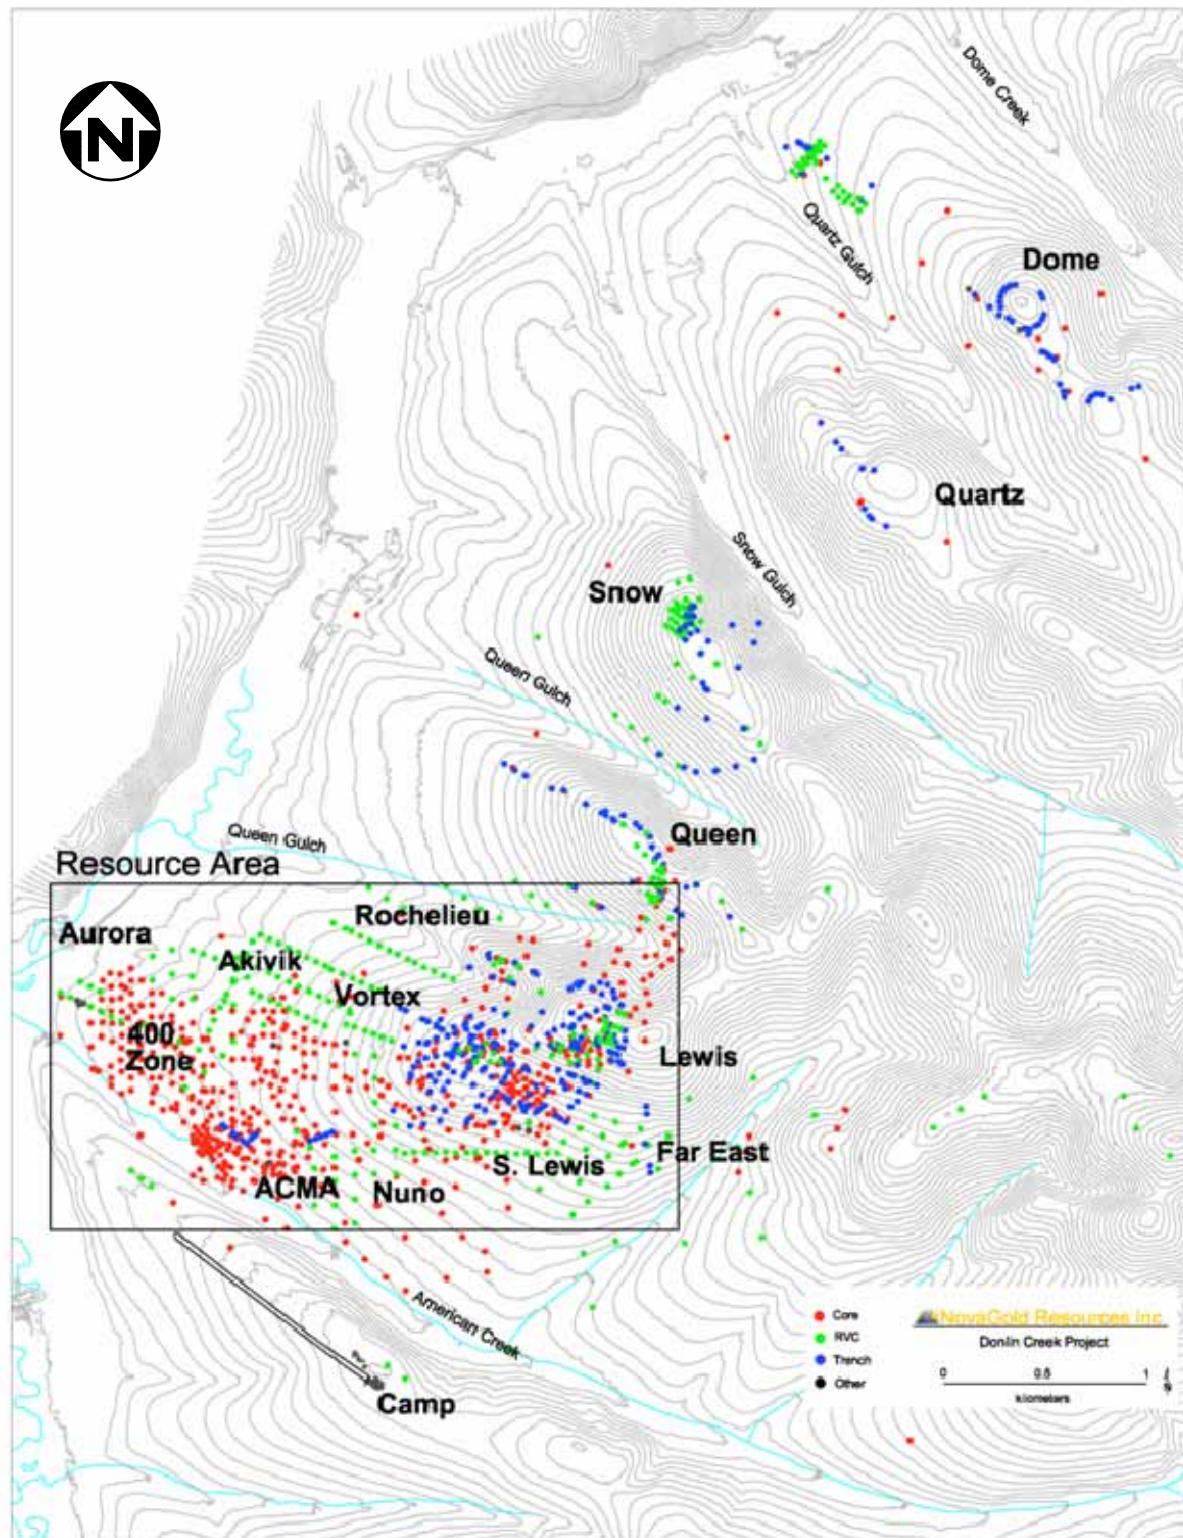 N
Dome Creek
Quartz Gulch
Dome
Quartz
Snow Gulch
Snow
Queen Gulch
Queen
Queen Gulch
Resource Area
Rochelieu
Aurora
Akivik
Vortex
400
Zone
Lewis
Far East
S. Lewis
ACMA
Nuno
American Creek
Camp
Core
RVC
Trench
Other
NovaGold Resources Inc
Donlin Creek Project
0 0.5 1
kilometers